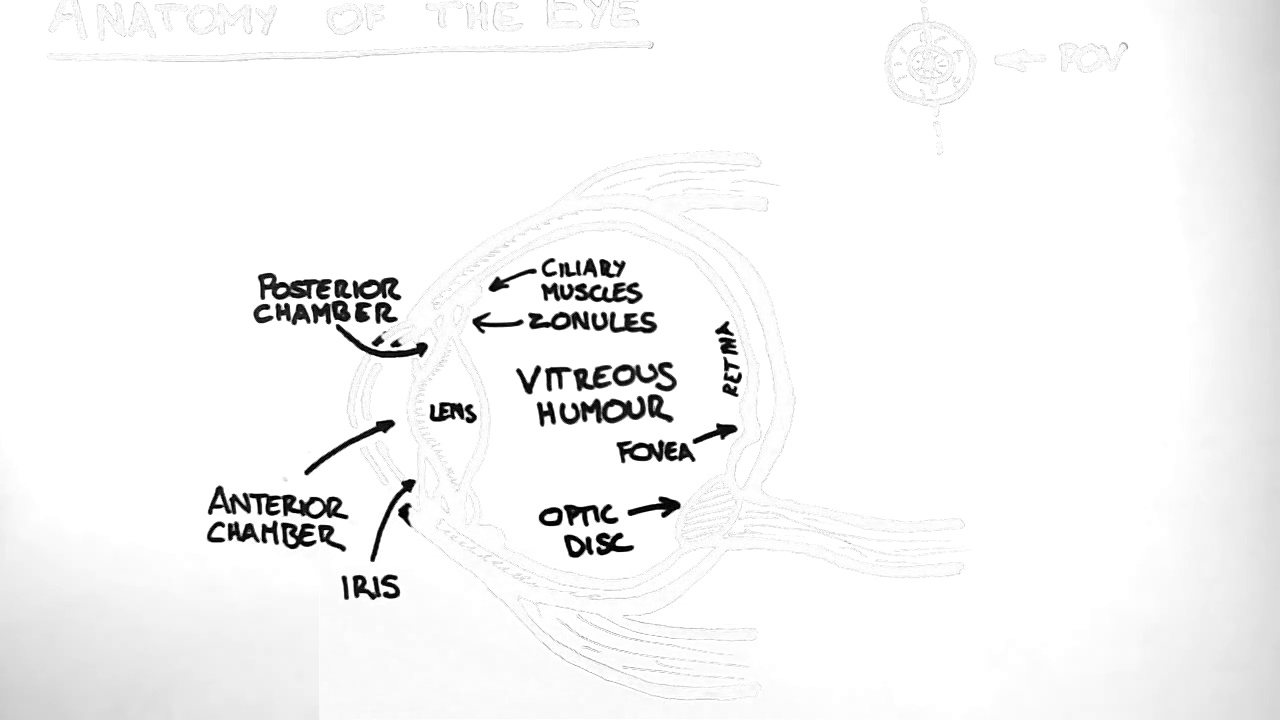 ANATOMY OF THE EYE
POV
POSTERIOR
CHAMBER
CILIARY
MUSCLES
ZONULES
RETINA
VITREOUS
HUMOUR
LENS
FOVEA
ANTERIOR
CHAMBER
OPTIC
DISC
IRIS